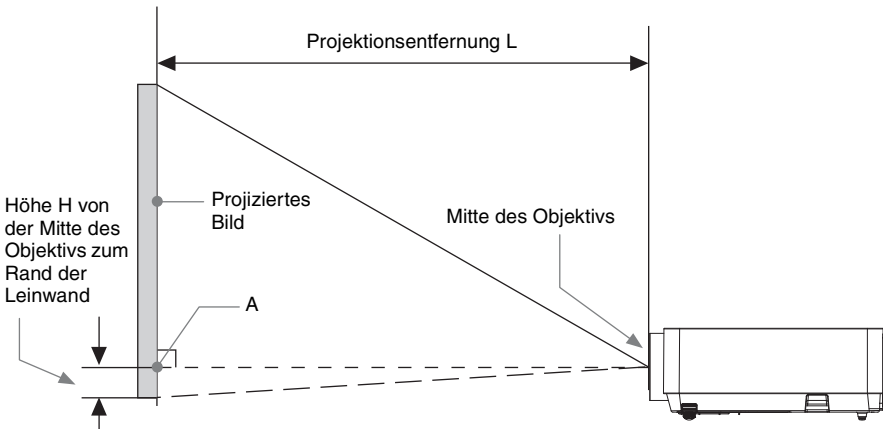 Projektionsentfernung L
Projiziertes
Bild
Mitte des Objektivs
Höhe H von
der Mitte des
Objektivs zum
Rand der
Leinwand
A